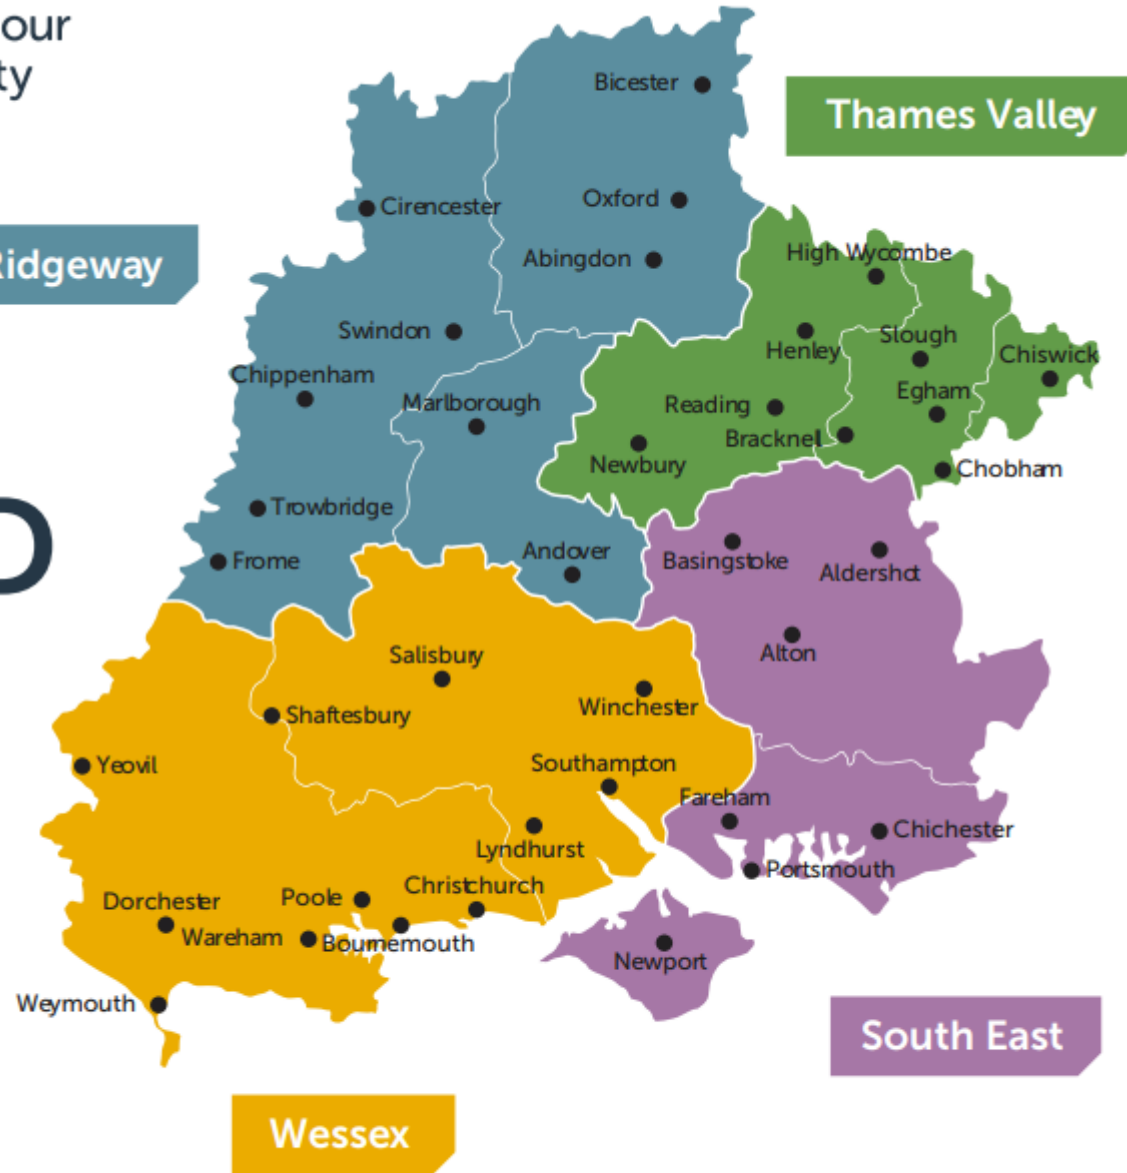 our
ty
Bicester
Thames Valley
Cirencester
Oxford
Ridgeway
Abingdon
High Wycombe
Swindon
Henley
Slough
Chiswick
Chippenham
Marlborough
Egham
Reading
Bracknell
Newbury
Chobham
Trowbridge
D
Frome
Andover
Basingstoke
Aldershot
Alton
Salisbury
Shaftesbury
Winchester
Yeovil
Southampton
Fareham
Chichester
Lyndhurst
Portsmouth
Christchurch
Poole
Dorchester
Wareham
Bournemouth
Newport
Weymouth
South East
Wessex